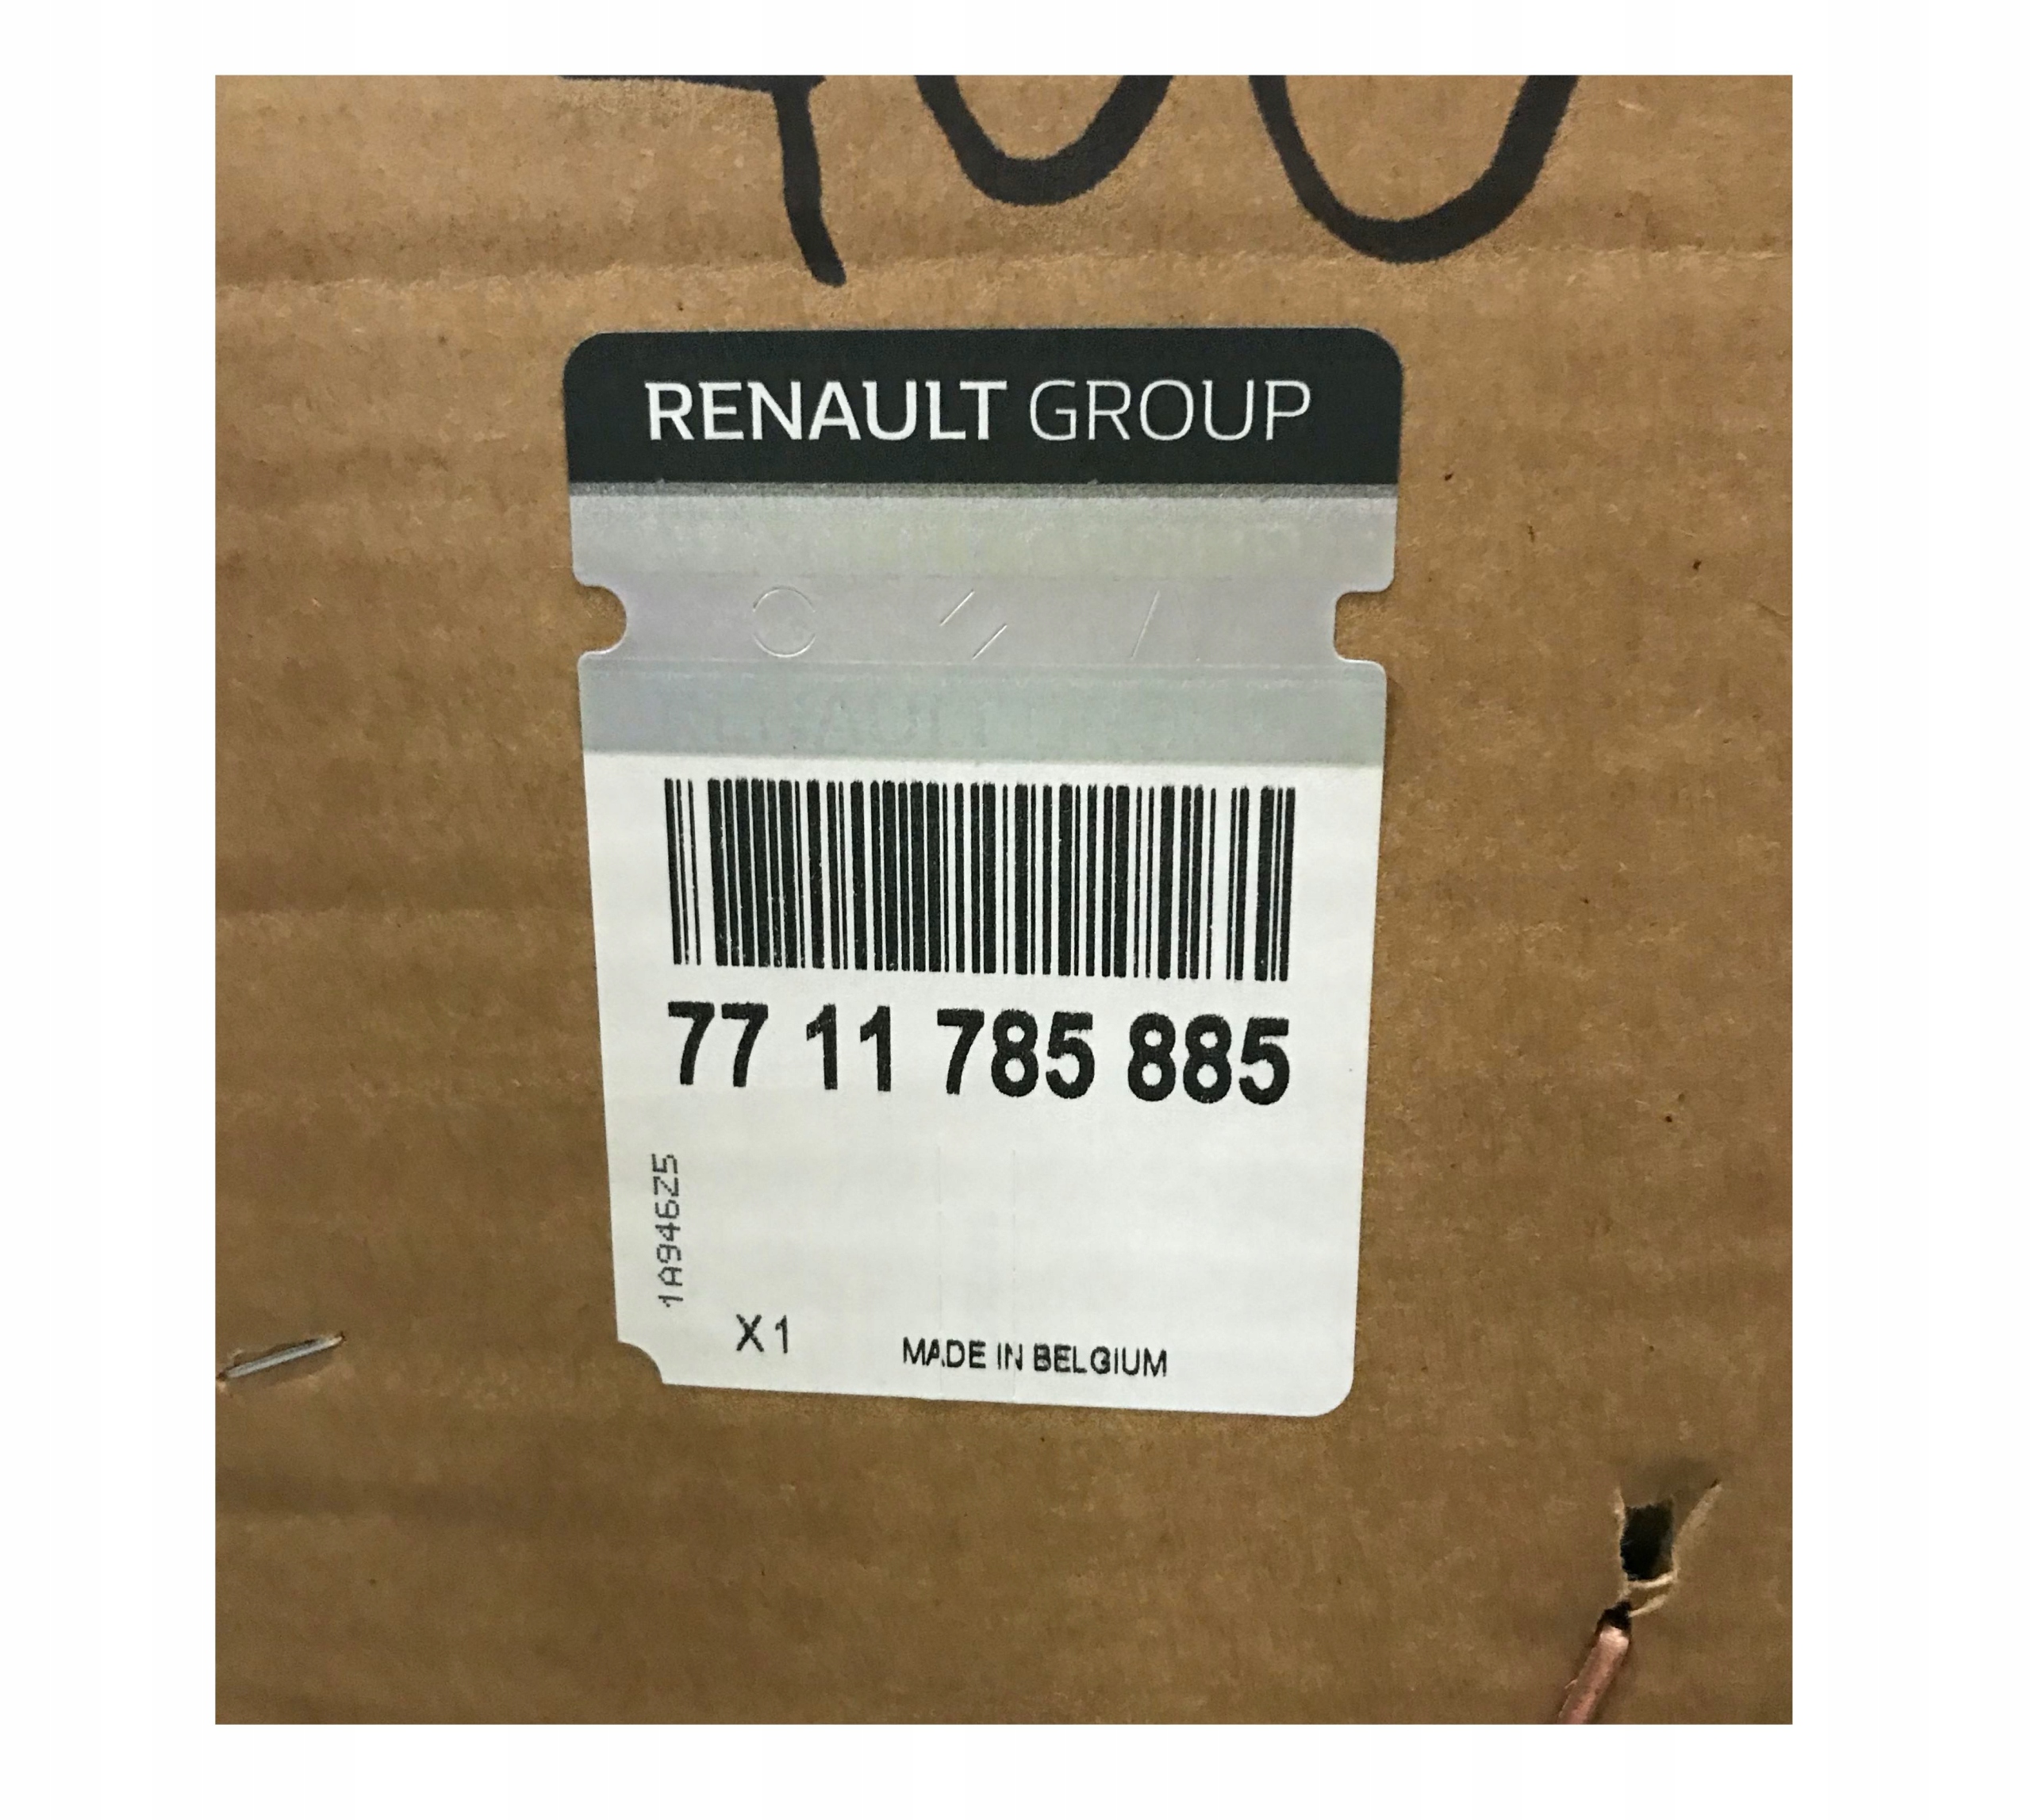 RENAULT GROUP
77 11 785 885
1A946Z5
X1
MADE IN BELGIUM